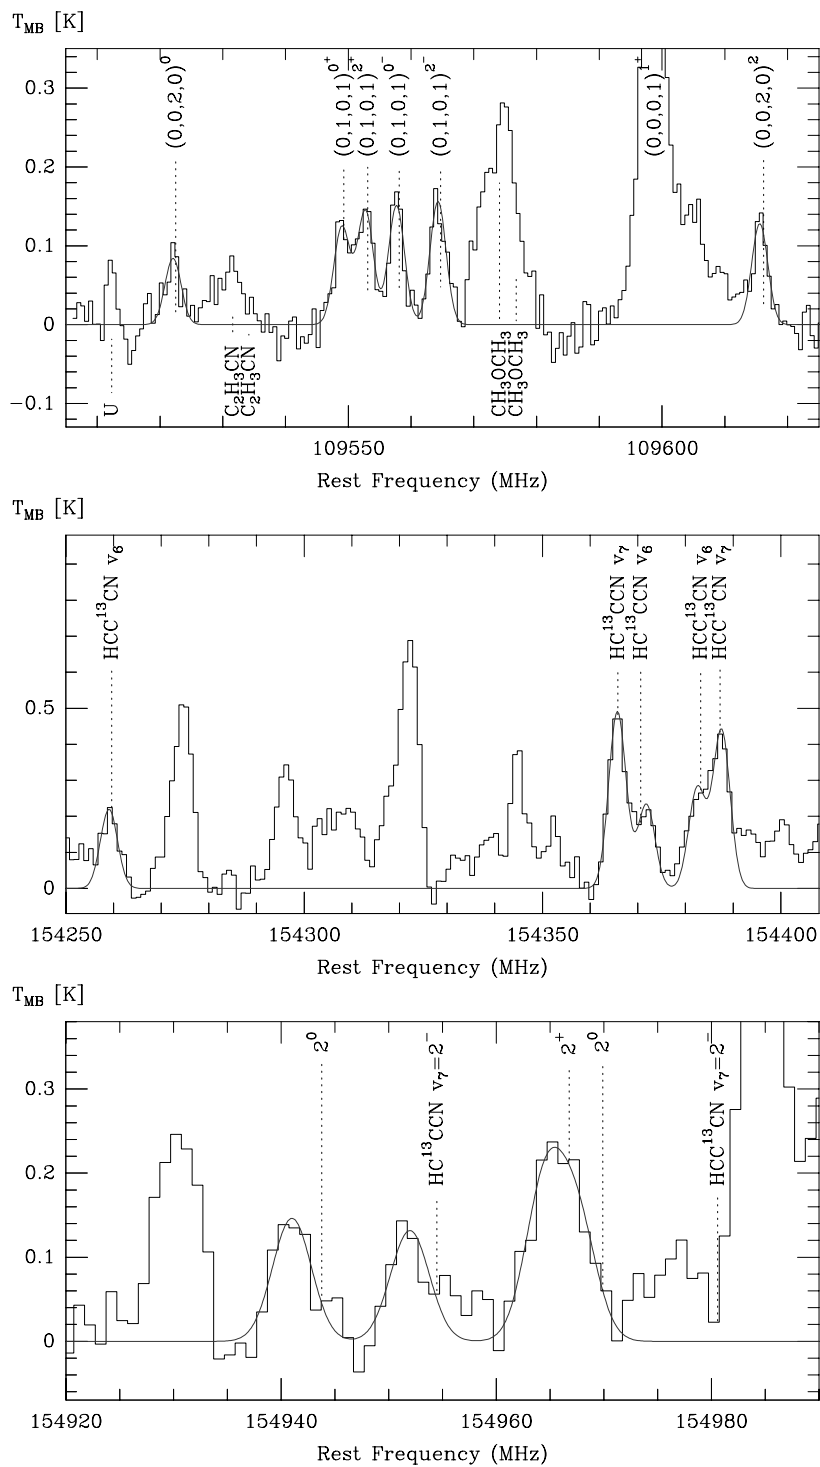 T_MB [K]
(0,0,2,0)^0
(0,1,0,1)^0+
(0,1,0,1)^2+
(0,1,0,1)^0-
(0,1,0,1)^2-
(0,0,0,1)^1+
(0,0,2,0)^2
0.3
0.2
0.1
0
−0.1
U
C₂H₃CN
C₂H₃CN
CH₃OCH₃
CH₃OCH₃
109550 109600
Rest Frequency (MHz)
T_MB [K]
HCC¹³CN v₆
HC¹³CCN v₇
HC¹³CCN v₆
HCC¹³CN v₆
HCC¹³CN v₇
0.5
0
154250 154300 154350 154400
Rest Frequency (MHz)
T_MB [K]
2⁰
HC¹³CCN v₇=2⁻
2⁺
2⁰
HCC¹³CN v₇=2⁻
0.3
0.2
0.1
0
154920 154940 154960 154980
Rest Frequency (MHz)